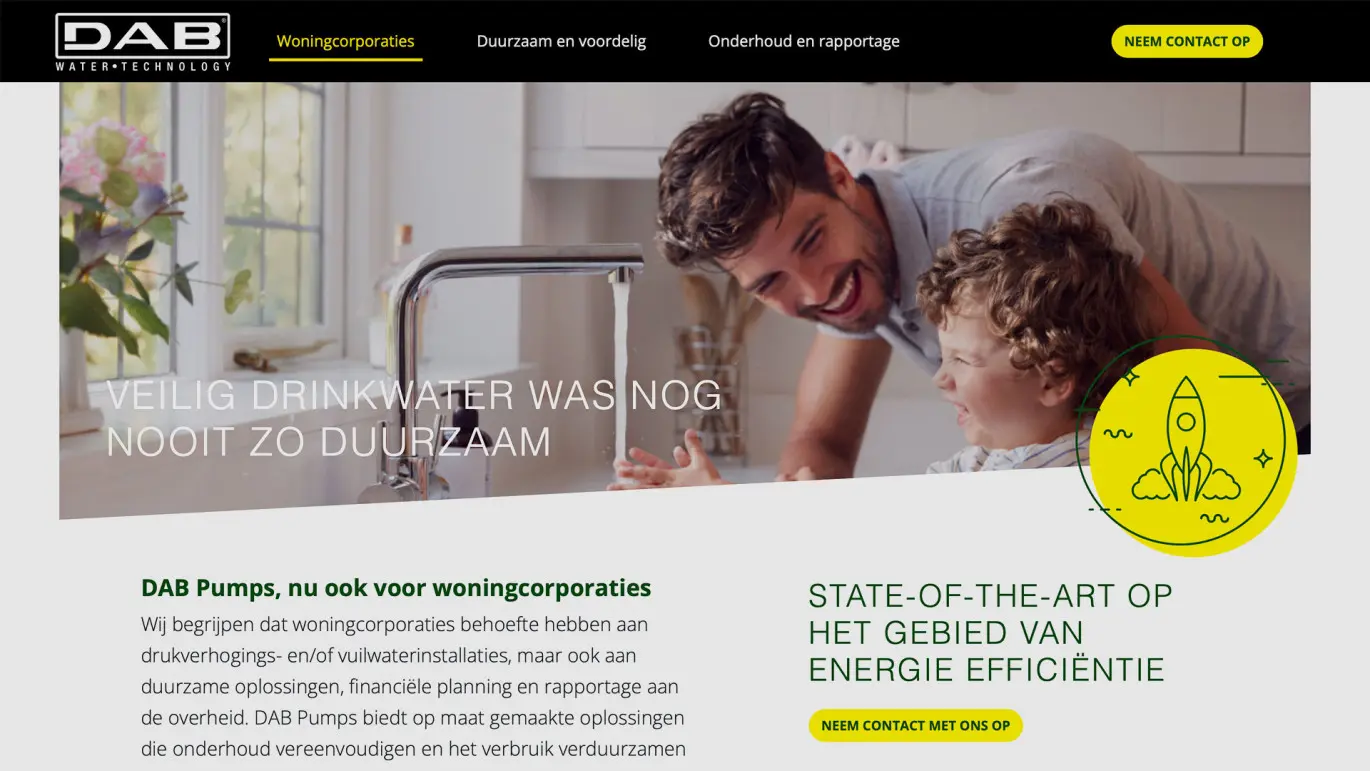 DAB
WATER•TECHNOLOGY
Woningcorporaties
Duurzaam en voordelig
Onderhoud en rapportage
NEEM CONTACT OP
VEILIG DRINKWATER WAS NOG
NOOIT ZO DUURZAAM
DAB Pumps, nu ook voor woningcorporaties
Wij begrijpen dat woningcorporaties behoefte hebben aan
drukverhogings- en/of vuilwaterinstallaties, maar ook aan
duurzame oplossingen, financiële planning en rapportage aan
de overheid. DAB Pumps biedt op maat gemaakte oplossingen
die onderhoud vereenvoudigen en het verbruik verduurzamen
STATE-OF-THE-ART OP
HET GEBIED VAN
ENERGIE EFFICIËNTIE
NEEM CONTACT MET ONS OP